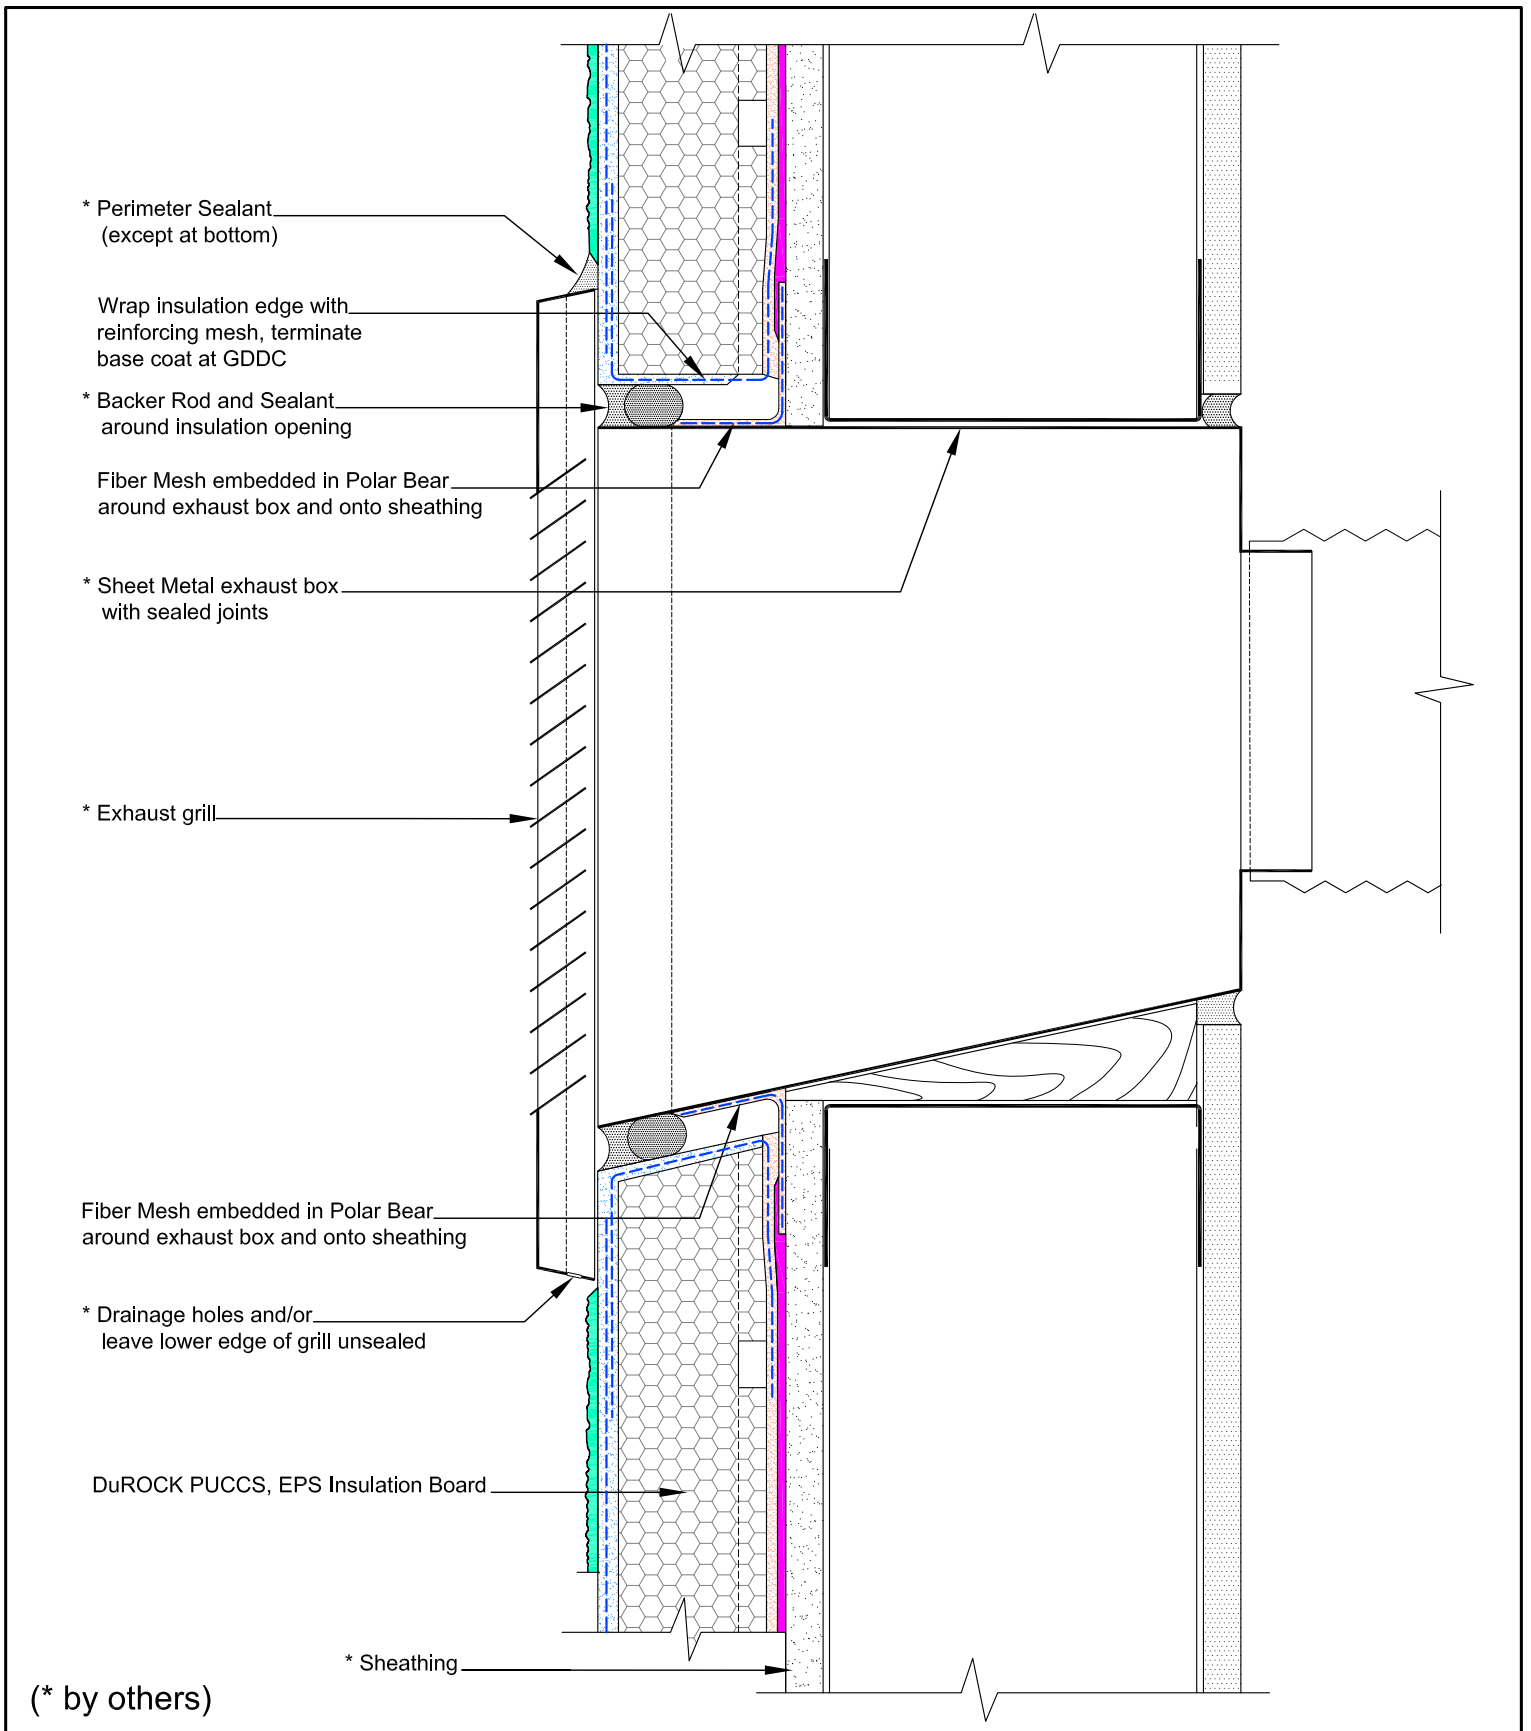 * Perimeter Sealant
(except at bottom)
Wrap insulation edge with
reinforcing mesh, terminate
base coat at GDDC
* Backer Rod and Sealant
around insulation opening
Fiber Mesh embedded in Polar Bear
around exhaust box and onto sheathing
* Sheet Metal exhaust box
with sealed joints
* Exhaust grill
Fiber Mesh embedded in Polar Bear
around exhaust box and onto sheathing
* Drainage holes and/or
leave lower edge of grill unsealed
DuROCK PUCCS, EPS Insulation Board
* Sheathing
(* by others)